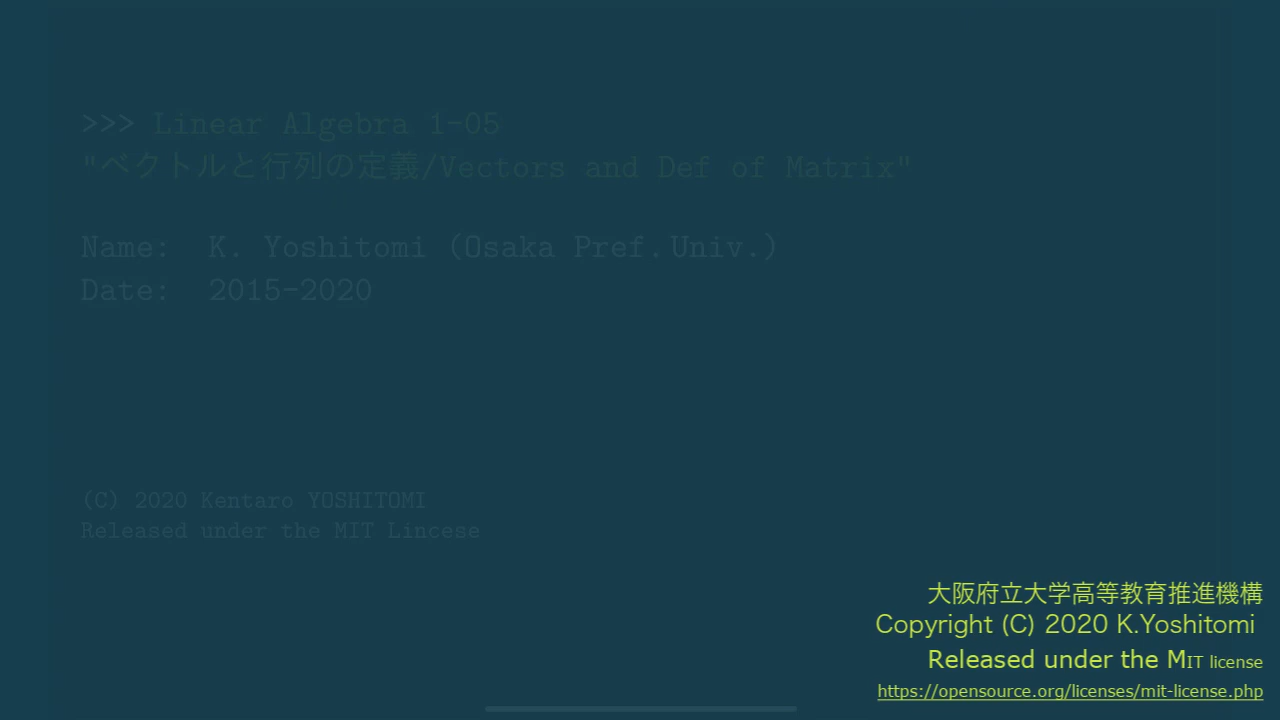 >>> Linear Algebra 1-05
"ベクトルと行列の定義/Vectors and Def of Matrix"
Name: K. Yoshitomi (Osaka Pref.Univ.)
Date: 2015-2020
(C) 2020 Kentaro YOSHITOMI
Released under the MIT Lincese
大阪府立大学高等教育推進機構
Copyright (C) 2020 K.Yoshitomi
Released under the MIT license
https://opensource.org/licenses/mit-license.php